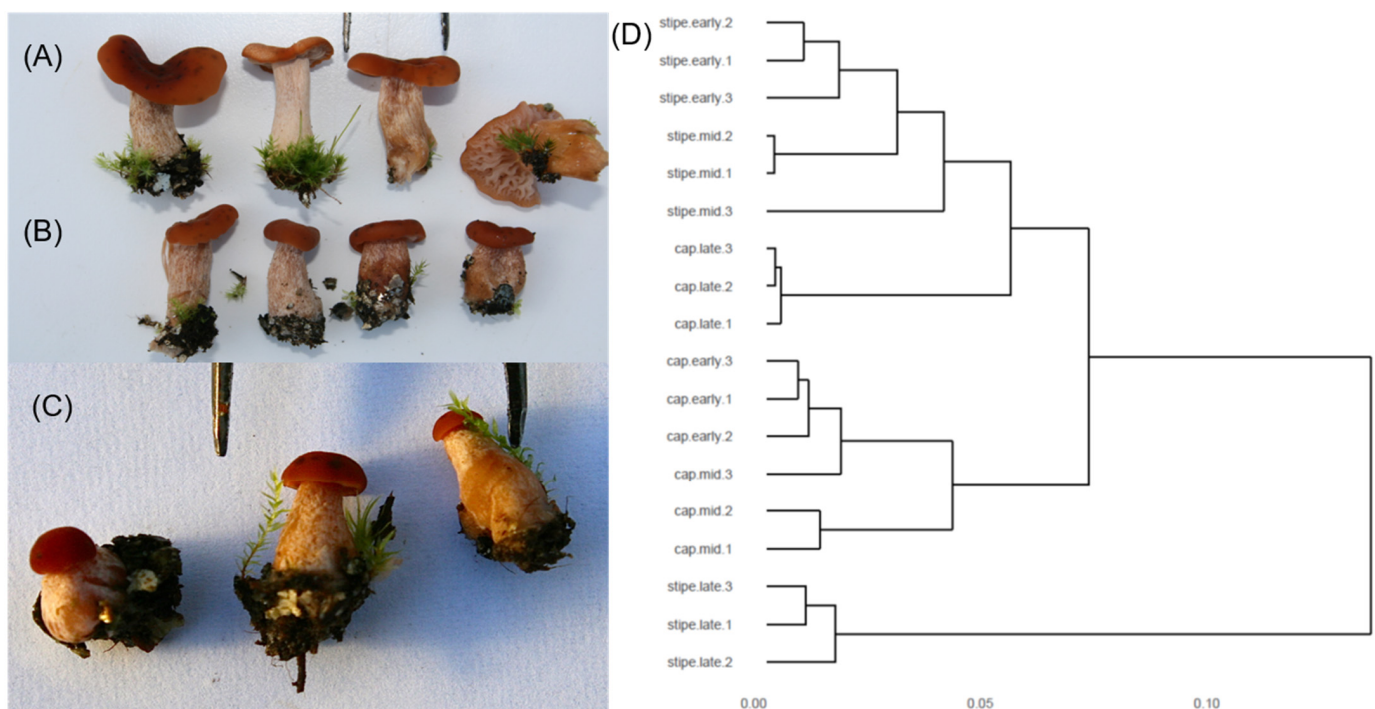 (A)
(B)
(C)
(D)
stipe.early.2
stipe.early.1
stipe.early.3
stipe.mid.2
stipe.mid.1
stipe.mid.3
cap.late.3
cap.late.2
cap.late.1
cap.early.3
cap.early.1
cap.early.2
cap.mid.3
cap.mid.2
cap.mid.1
stipe.late.3
stipe.late.1
stipe.late.2
0.00 0.05 0.10